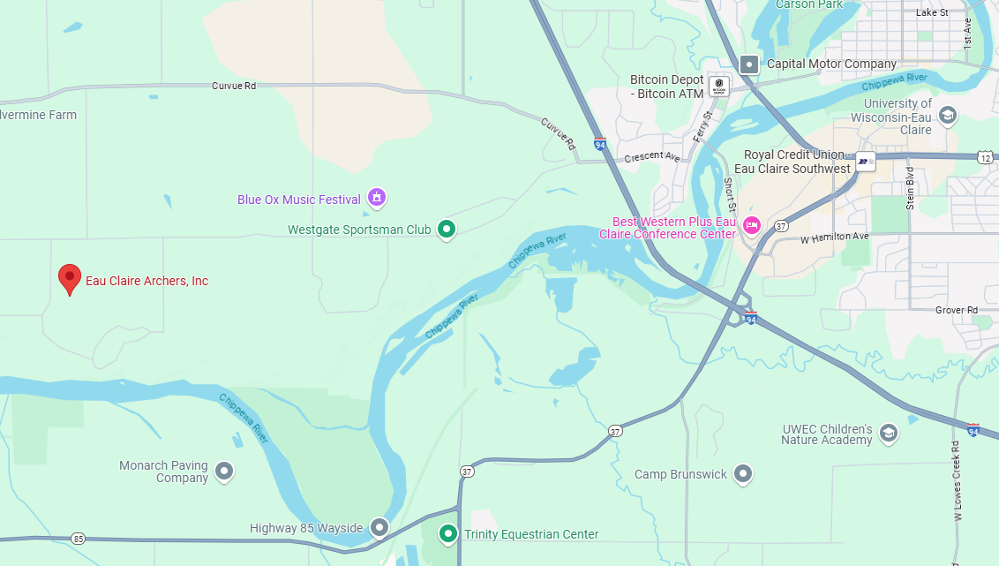 Carson Park
Lake St
1st Ave
Capital Motor Company
Bitcoin Depot
- Bitcoin ATM
BITCOIN
DEPOT
Chippewa River
Curvue Rd
lvermine Farm
University of
Wisconsin-Eau
Claire
Ferry St
Curvue Rd
94
Crescent Ave
Royal Credit Union -
Eau Claire Southwest
12
Short St
Stein Blvd
Blue Ox Music Festival
Westgate Sportsman Club
Best Western Plus Eau
Claire Conference Center
37
W Hamilton Ave
Chippewa River
Eau Claire Archers, Inc
Chippewa River
94
Grover Rd
Chippewa River
37
UWEC Children's
Nature Academy
94
W Lowes Creek Rd
Monarch Paving
Company
37
Camp Brunswick
Highway 85 Wayside
85
Trinity Equestrian Center